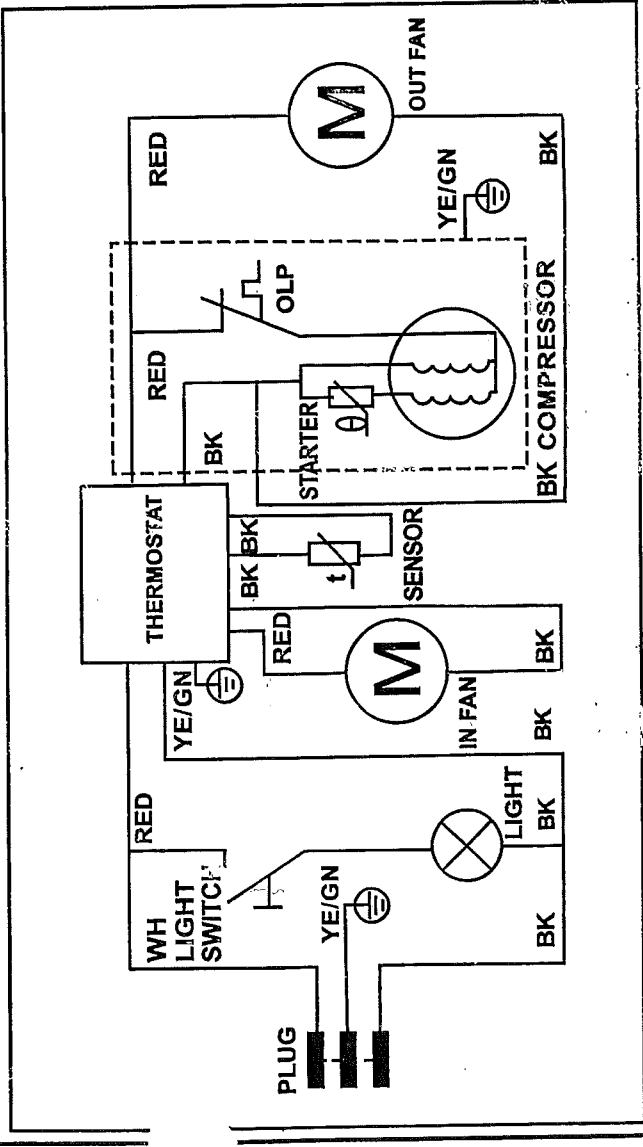 PLUG
WH
LIGHT
SWITCH
RED
YE/GN
BK
BK
LIGHT
BK
YE/GN
THERMOSTAT
RED
M
IN FAN
BK
BK
BK
t
SENSOR
BK
RED
STARTER
θ
OLP
BK COMPRESSOR
YE/GN
RED
M
OUT FAN
BK